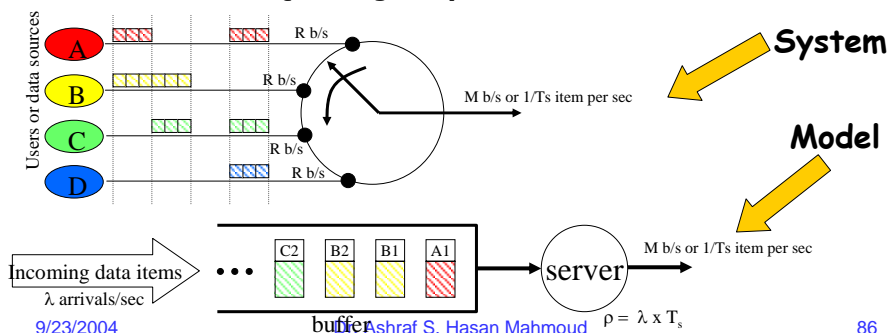 Users or data sources
A
B
C
D
R b/s
R b/s
R b/s
R b/s
M b/s or 1/Ts item per sec
System
Model
Incoming data items
λ arrivals/sec
C2
B2
B1
A1
buffer
server
M b/s or 1/Ts item per sec
ρ = λ x Ts
9/23/2004
Dr. Ashraf S. Hasan Mahmoud
86